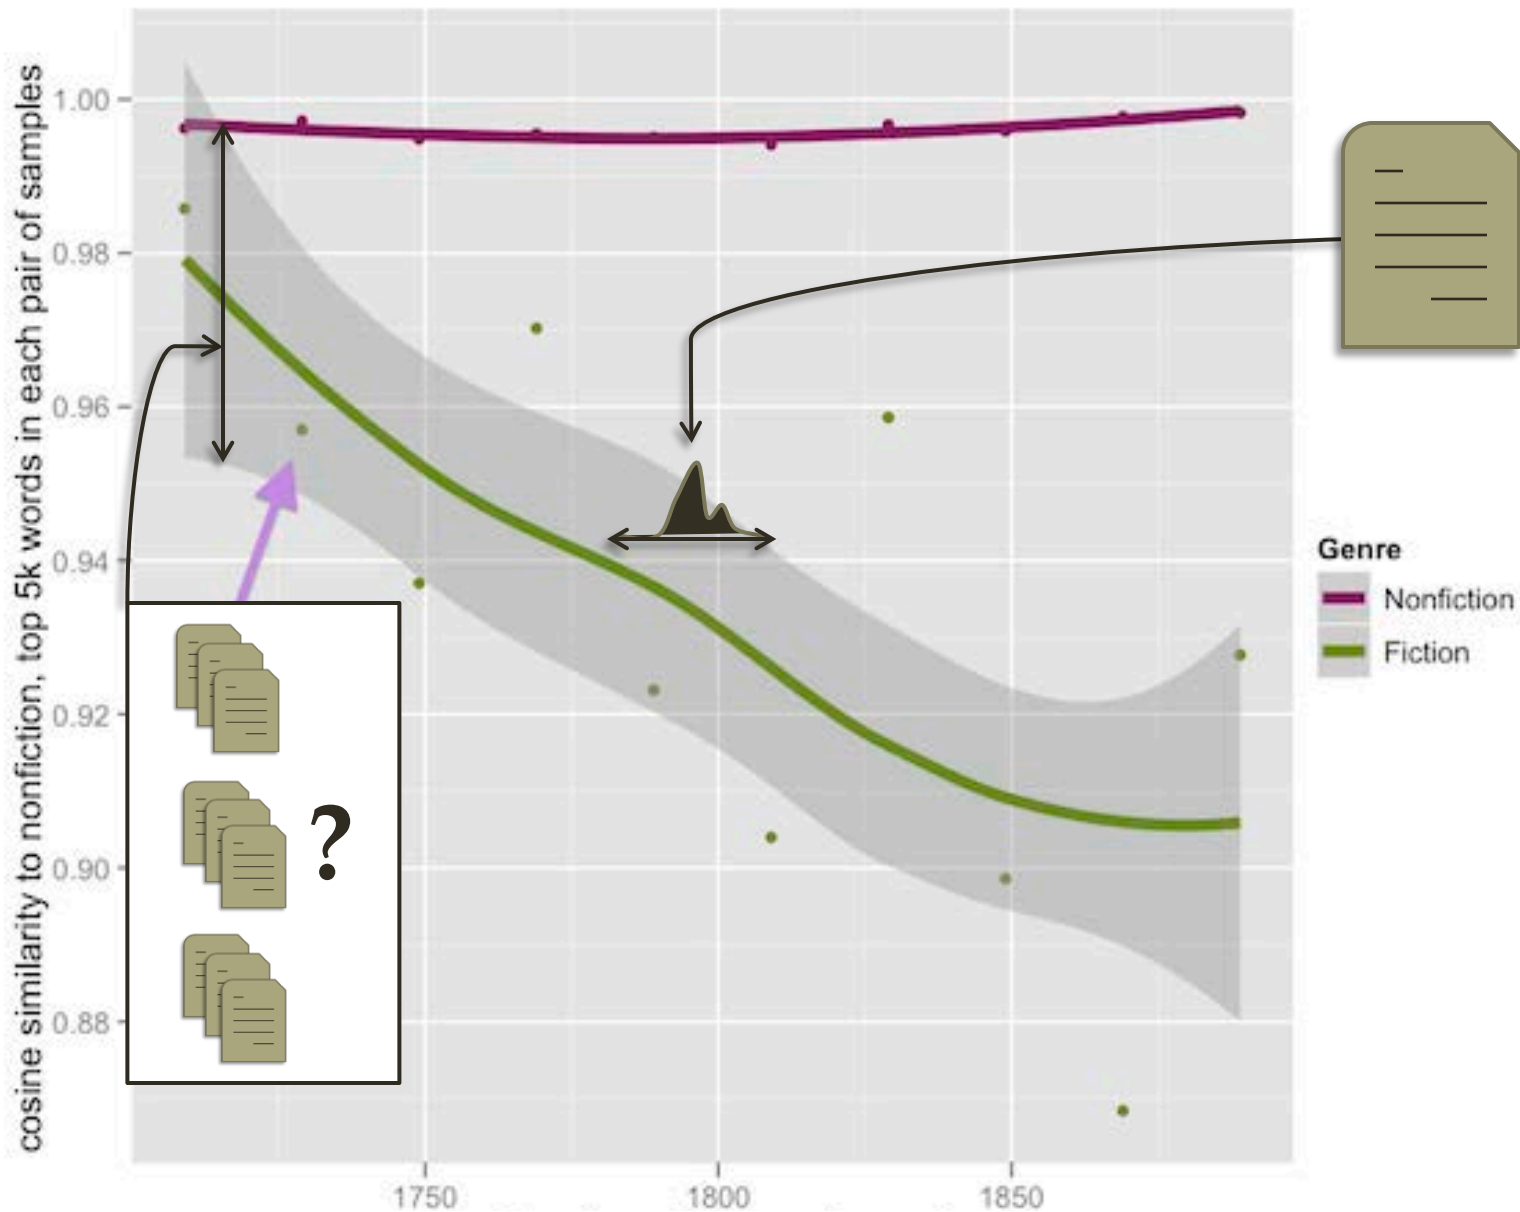 cosine similarity to nonfiction, top 5k words in each pair of samples
1.00
0.98
0.96
0.94
0.92
0.90
0.88
?
Genre
Nonfiction
Fiction
1750
1800
1850